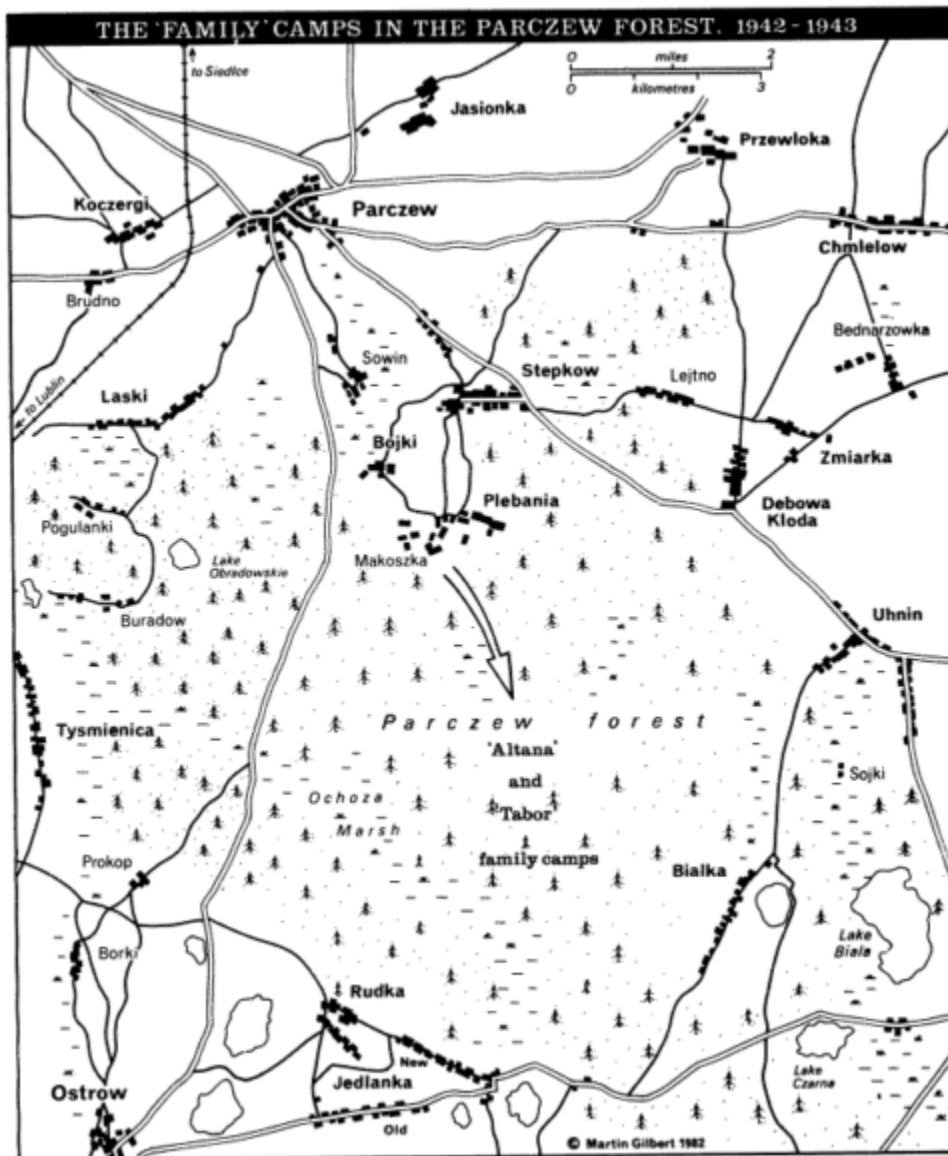 THE 'FAMILY' CAMPS IN THE PARCZEW FOREST. 1942-1943
to Siedlce
0 miles 2
0 kilometres 3
Jasionka
Przewloka
Koczergi
Parczew
Chmlelow
Brudno
Bednarzowka
Sowin
Stepkow
Lejtno
to Lublin
Laski
Bojki
Zmiarka
Plebania
Debowa
Kloda
Pogulanki
Lake
Obradowskie
Makoszka
Buradow
Uhnin
Parczew forest
Tysmienica
'Altana'
and
'Tabor'
family camps
Sojki
Ochoza
Marsh
Prokop
Bialka
Lake
Biala
Borki
Rudka
New
Ostrow
Jedlanka
Old
Lake
Czarna
© Martin Gilbert 1982